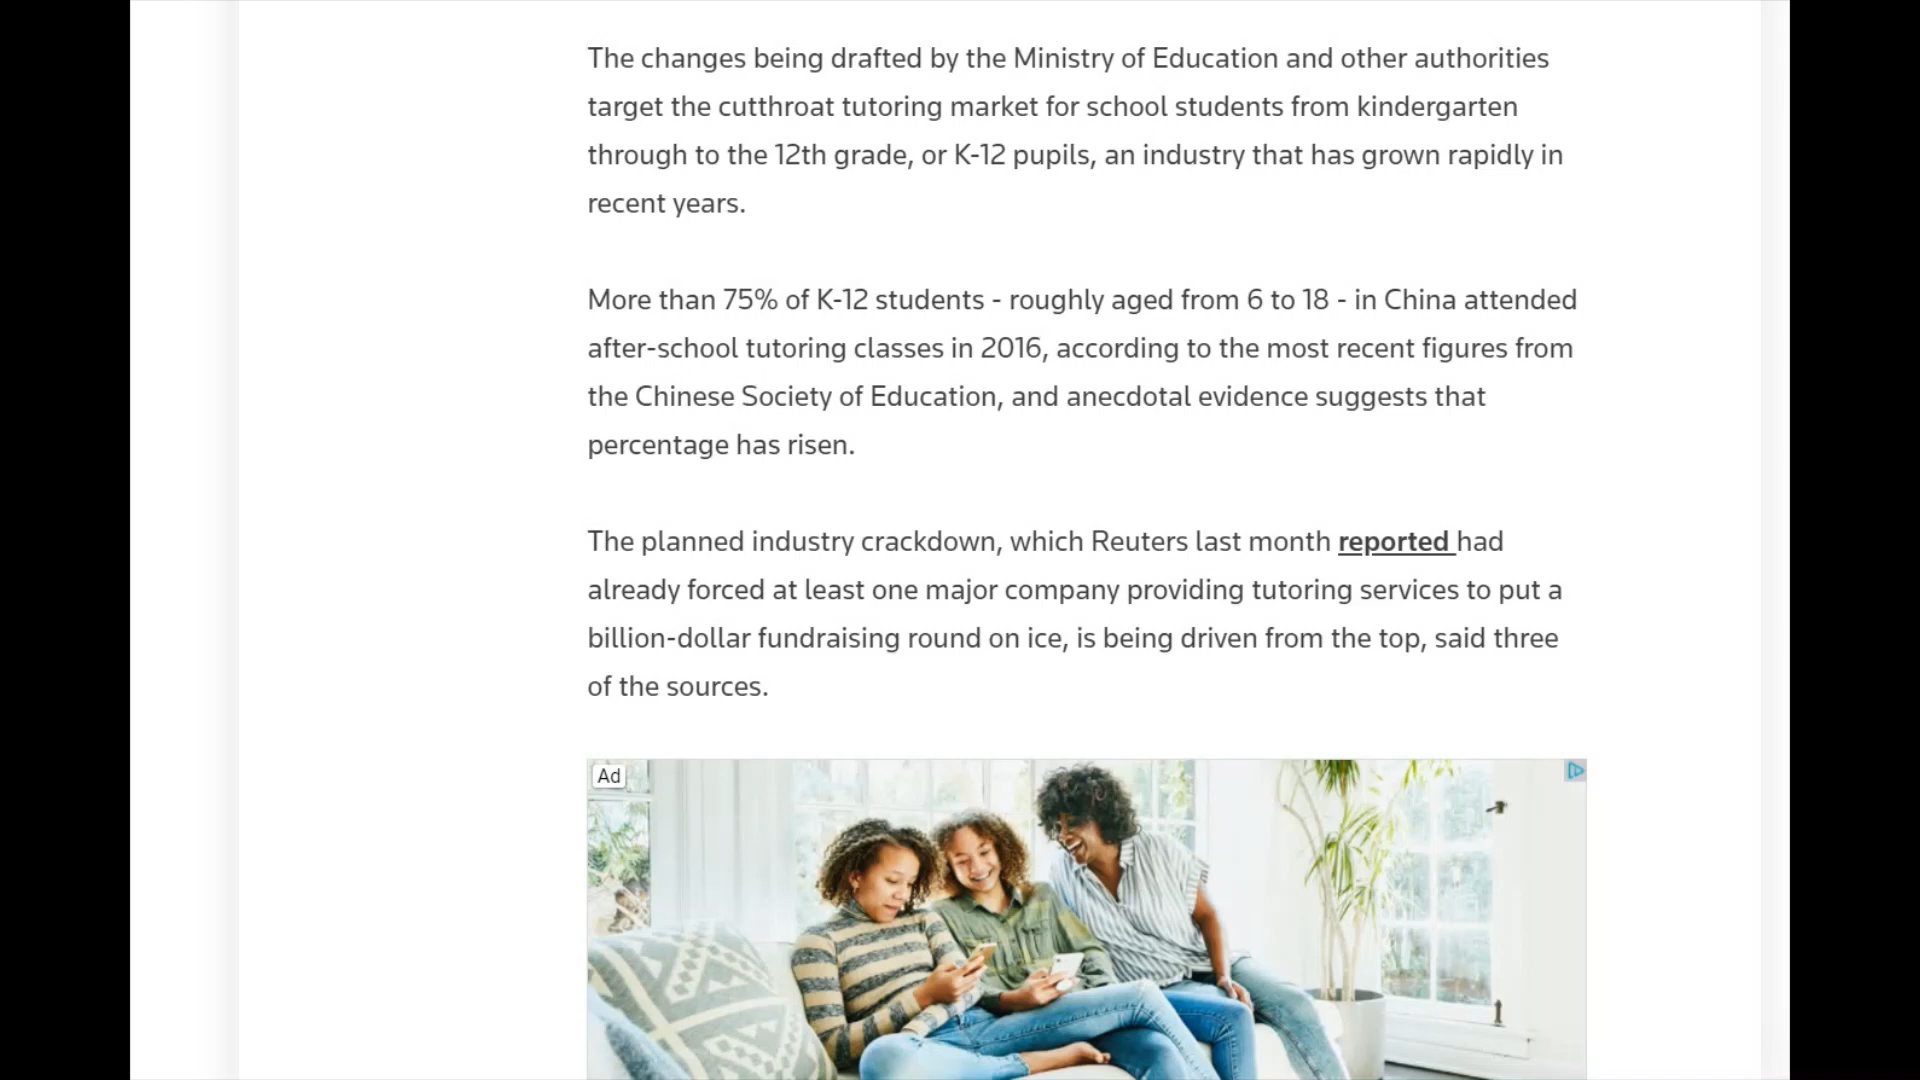 The changes being drafted by the Ministry of Education and other authorities
target the cutthroat tutoring market for school students from kindergarten
through to the 12th grade, or K-12 pupils, an industry that has grown rapidly in
recent years.
More than 75% of K-12 students - roughly aged from 6 to 18 - in China attended
after-school tutoring classes in 2016, according to the most recent figures from
the Chinese Society of Education, and anecdotal evidence suggests that
percentage has risen.
The planned industry crackdown, which Reuters last month reported had
already forced at least one major company providing tutoring services to put a
billion-dollar fundraising round on ice, is being driven from the top, said three
of the sources.
Ad